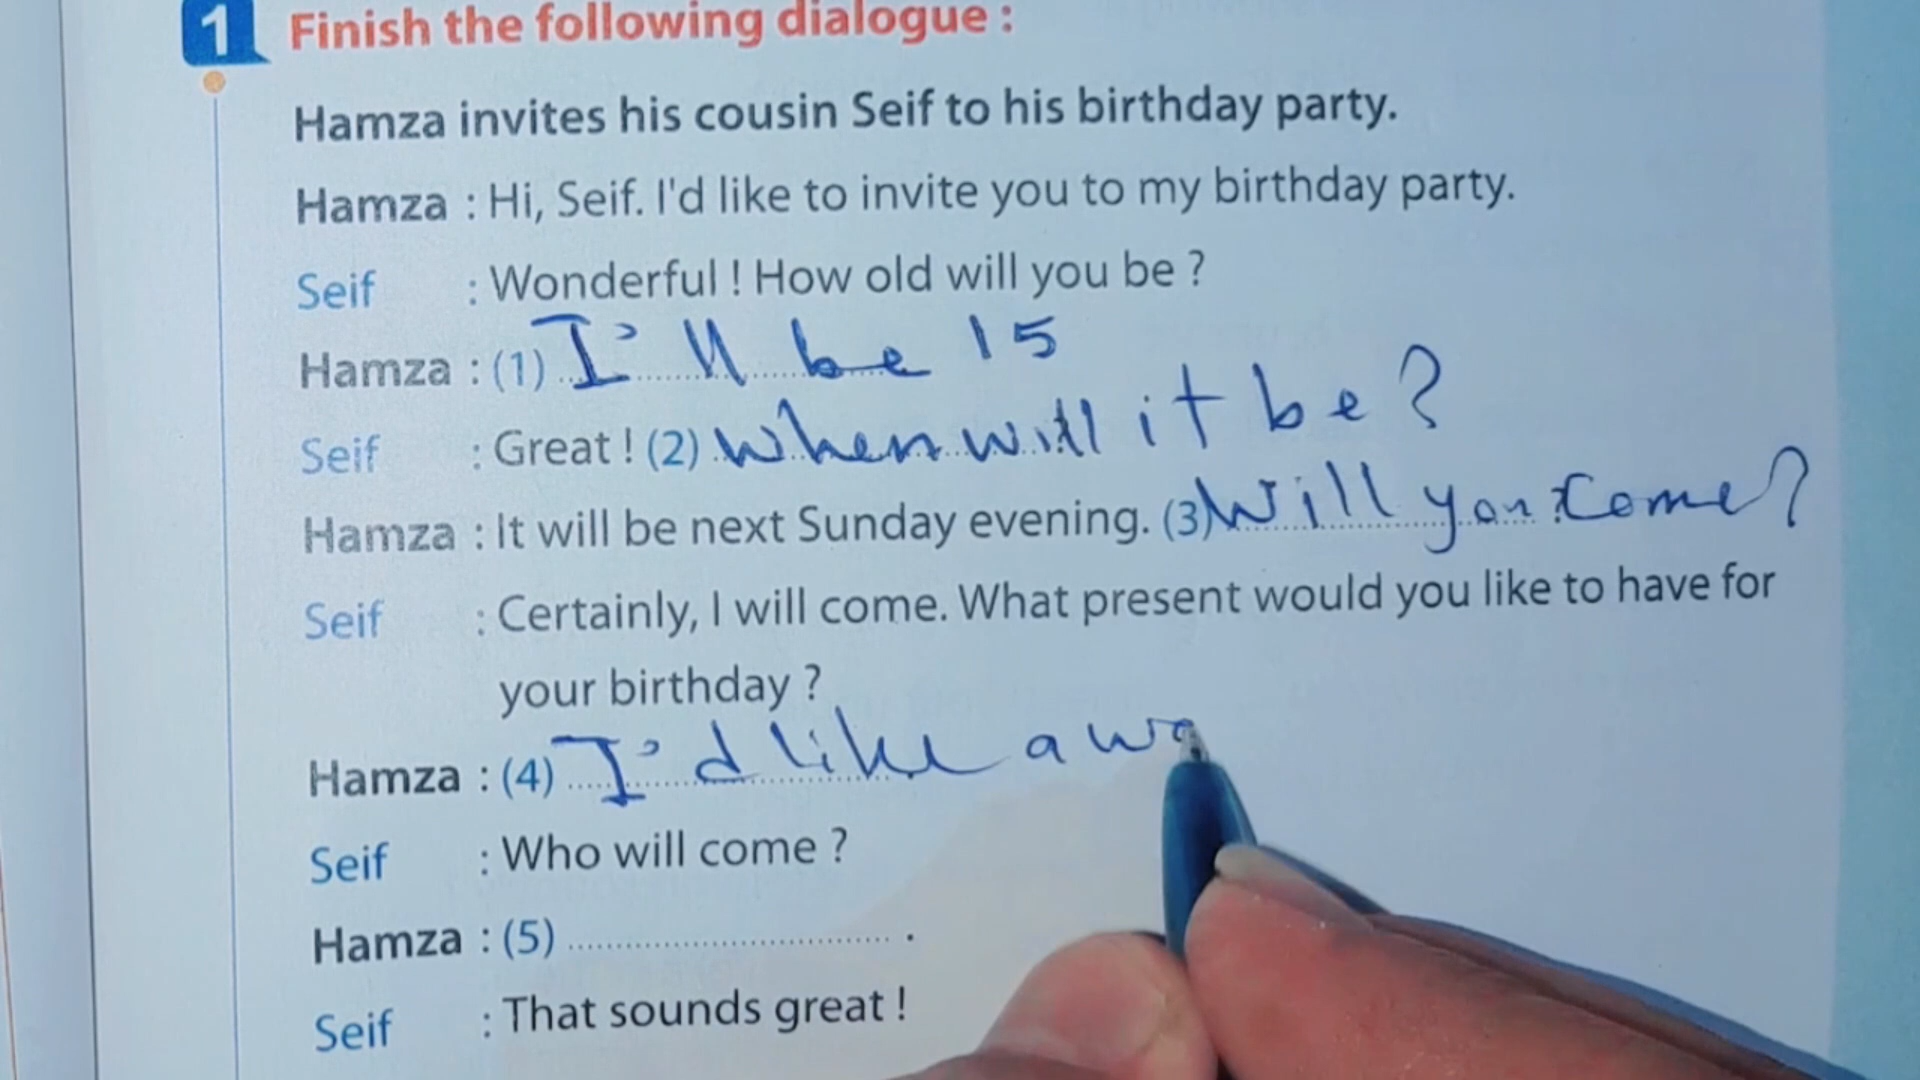 1 Finish the following dialogue :
Hamza invites his cousin Seif to his birthday party.
Hamza : Hi, Seif. I'd like to invite you to my birthday party.
Seif : Wonderful ! How old will you be ?
Hamza : (1) I'll be 15
Seif : Great ! (2) When will it be ?
Hamza : It will be next Sunday evening. (3) Will you come ?
Seif : Certainly, I will come. What present would you like to have for
your birthday ?
Hamza : (4) I'd like a
Seif : Who will come ?
Hamza : (5) .................................. .
Seif : That sounds great !